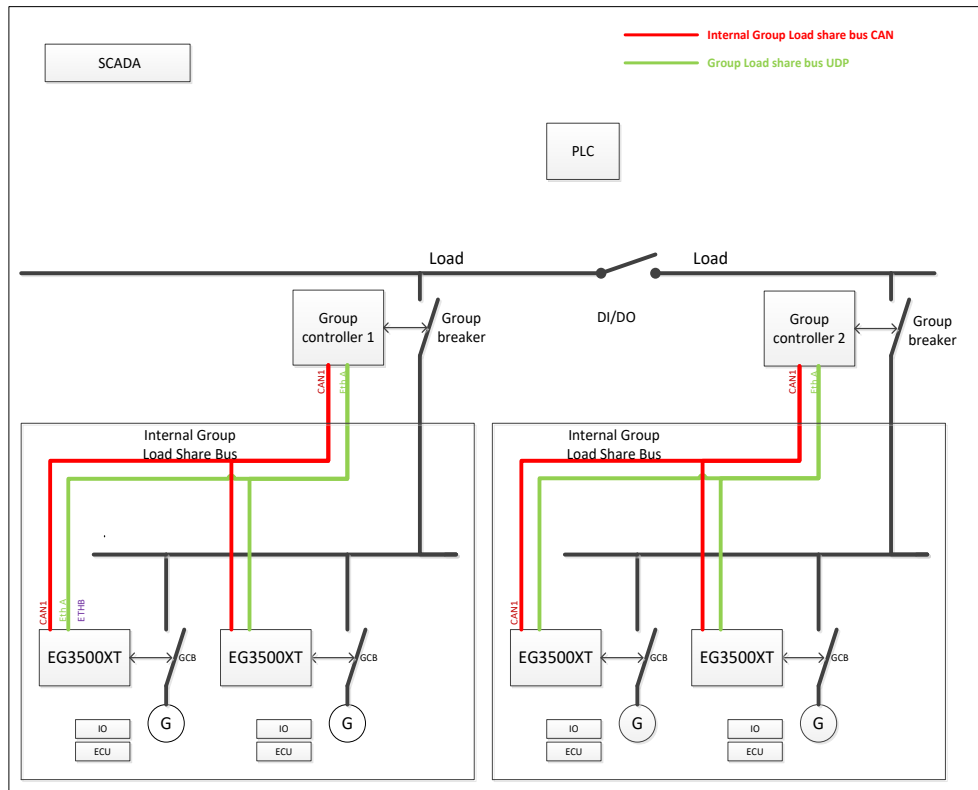 Internal Group Load share bus CAN
SCADA
Group Load share bus UDP
PLC
Load
Load
Group
controller 1
Group
breaker
DI/DO
Group
controller 2
Group
breaker
CAN1
Eth A
CAN1
Eth A
Internal Group
Load Share Bus
Internal Group
Load Share Bus
CAN1
Eth A
ETHB
CAN1
EG3500XT
GCB
EG3500XT
GCB
EG3500XT
GCB
EG3500XT
GCB
IO
G
IO
G
IO
G
IO
G
ECU
ECU
ECU
ECU